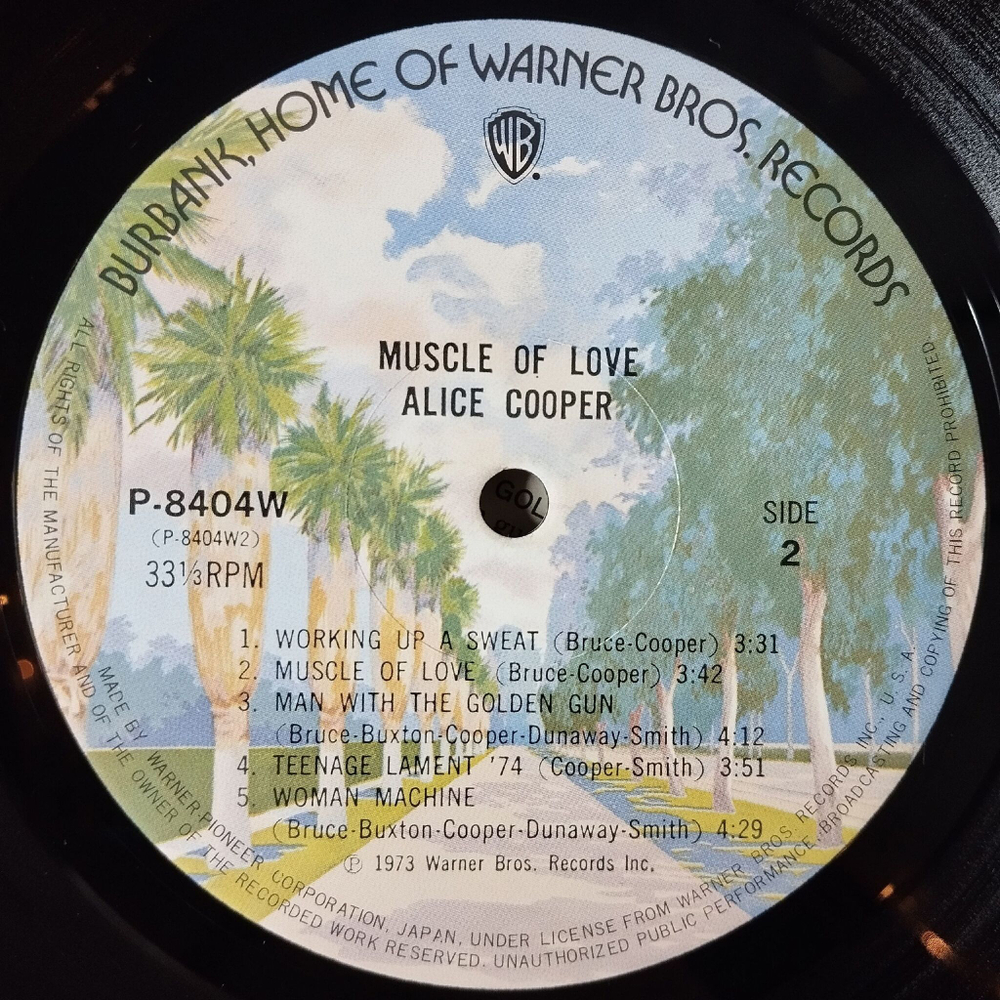 BURBANK, HOME OF WARNER BROS. RECORDS
WB
MUSCLE OF LOVE
ALICE COOPER
P-8404W
(P-8404W2)
33⅓RPM
SIDE
2
GOL
1. WORKING UP A SWEAT (Bruce-Cooper) 3:31
2. MUSCLE OF LOVE (Bruce-Cooper) 3:42
3. MAN WITH THE GOLDEN GUN
(Bruce-Buxton-Cooper-Dunaway-Smith) 4:12
4. TEENAGE LAMENT '74 (Cooper-Smith) 3:51
5. WOMAN MACHINE
(Bruce-Buxton-Cooper-Dunaway-Smith) 4:29
Ⓟ 1973 Warner Bros. Records Inc.
MADE BY WARNER-PIONEER CORPORATION, JAPAN, UNDER LICENSE FROM WARNER BROS. RECORDS INC., U.S.A.
ALL RIGHTS OF THE MANUFACTURER AND OF THE OWNER OF THE RECORDED WORK RESERVED. UNAUTHORIZED PUBLIC PERFORMANCE, BROADCASTING AND COPYING OF THIS RECORD PROHIBITED